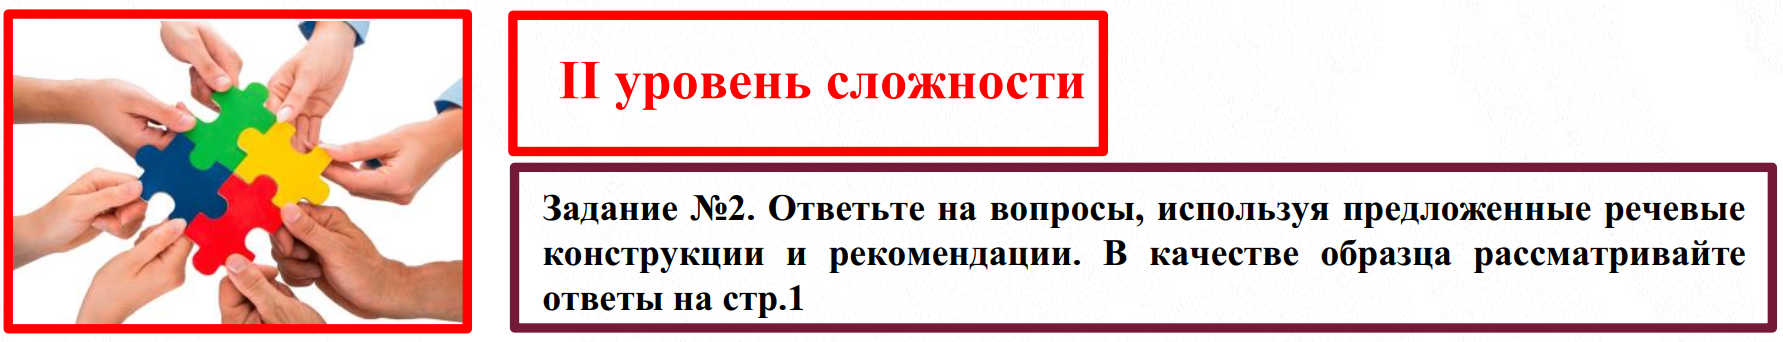 II уровень сложности
Задание №2. Ответьте на вопросы, используя предложенные речевые
конструкции и рекомендации. В качестве образца рассматривайте
ответы на стр.1